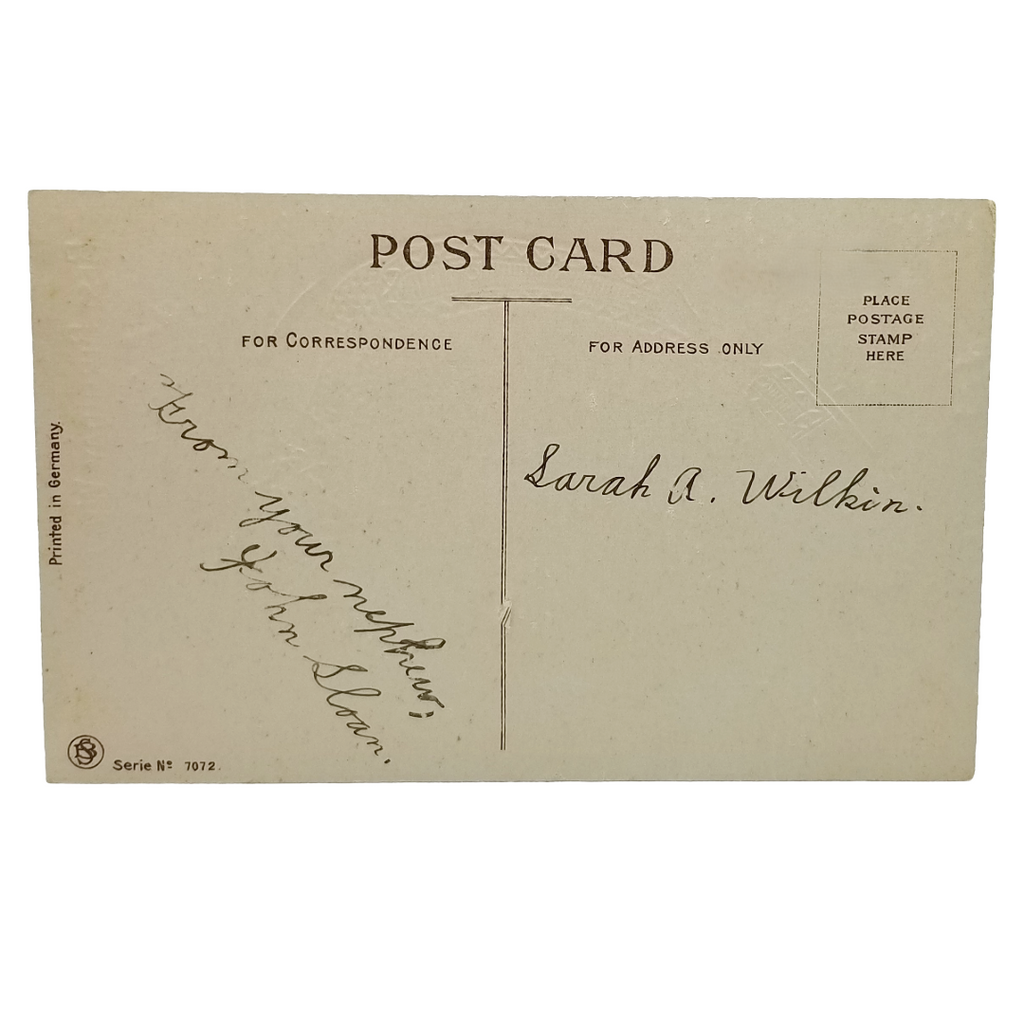 POST CARD
FOR CORRESPONDENCE
FOR ADDRESS ONLY
PLACE
POSTAGE
STAMP
HERE
From your nephew;
John Sloan.
Sarah A. Wilkin.
Printed in Germany.
Serie Nº 7072.